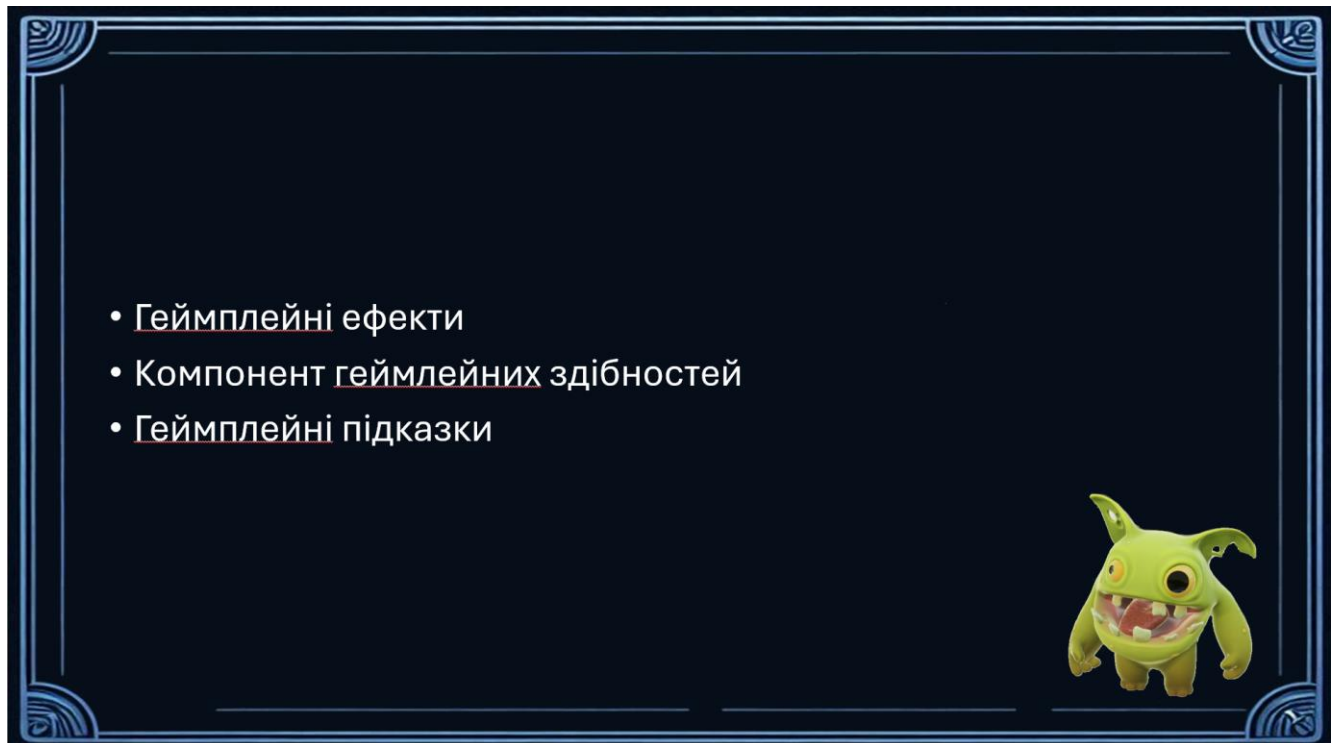 • Геймплейні ефекти
• Компонент геймлейних здібностей
• Геймплейні підказки